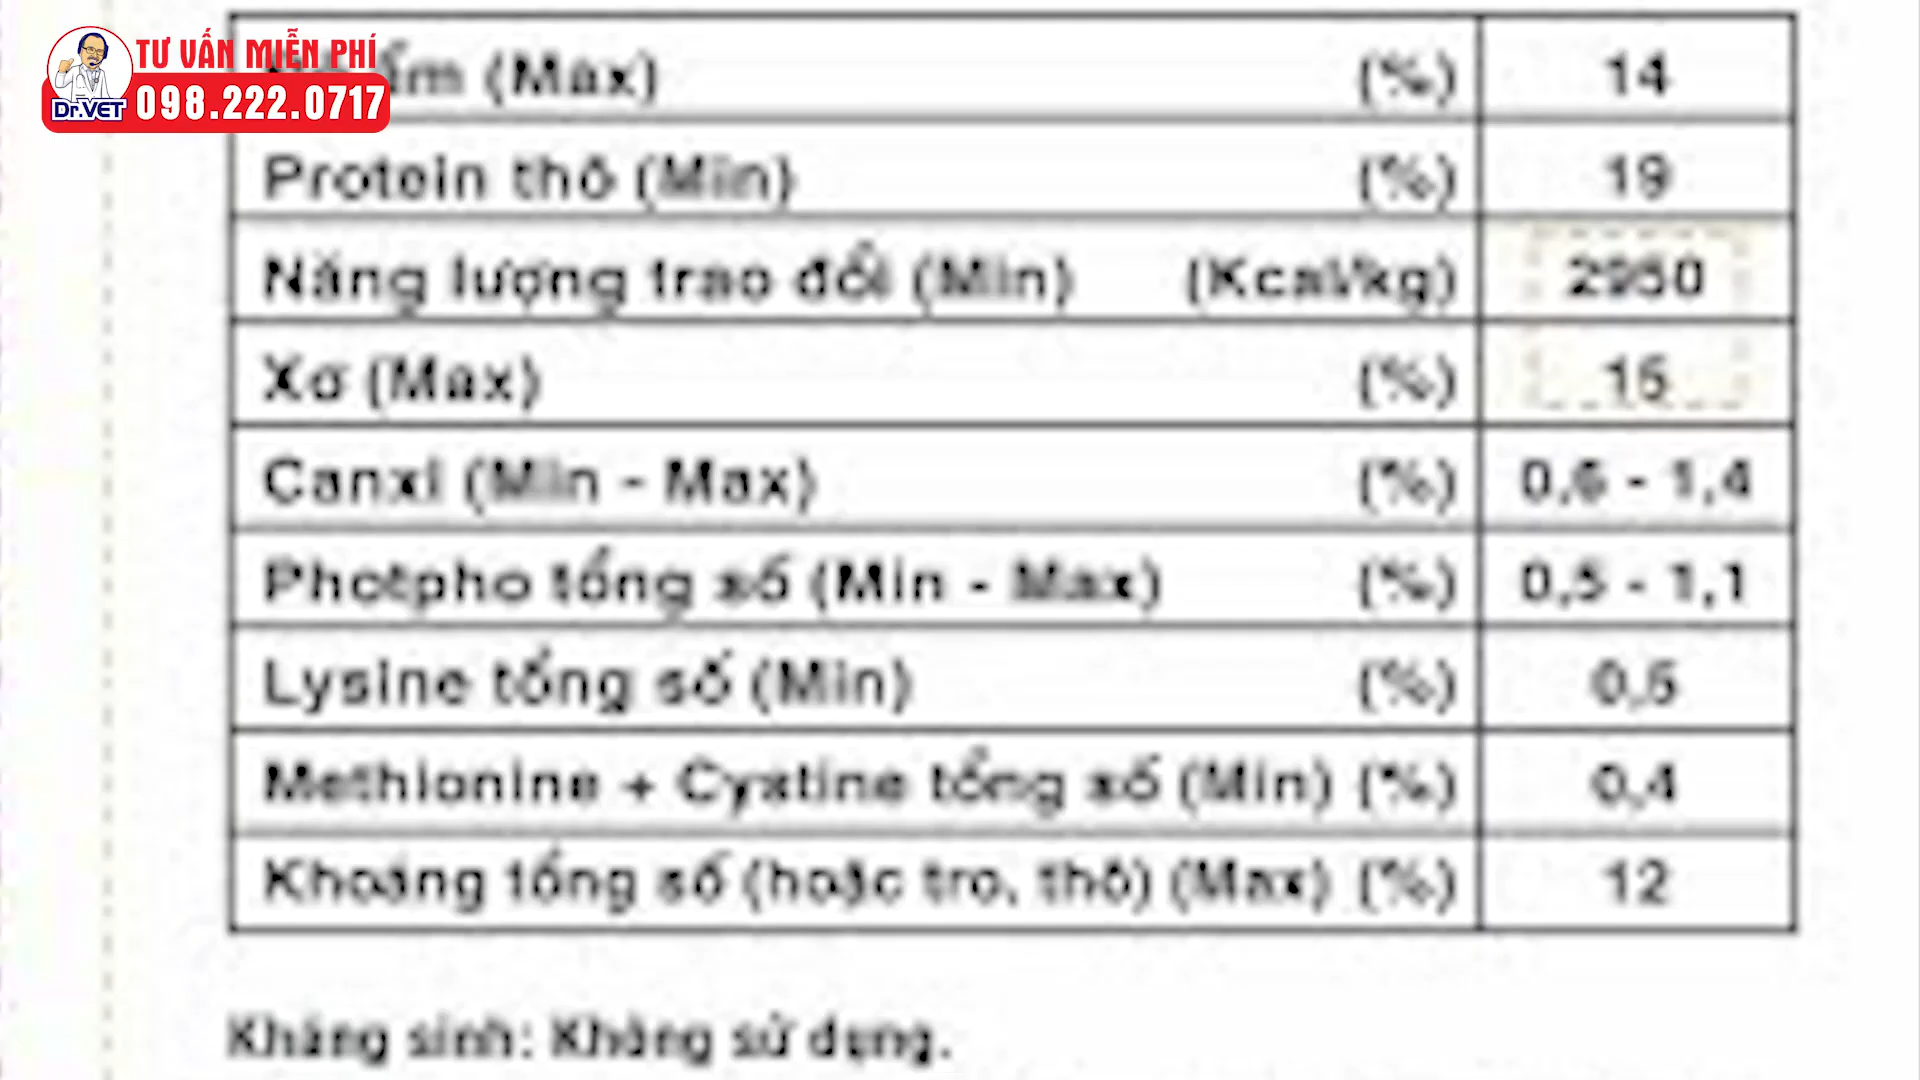 TƯ VẤN MIỄN PHÍ
Dr.VET 098.222.0717
ẩm (Max) (%) 14
Protein thô (Min) (%) 19
Năng lượng trao đổi (Min) (Kcal/kg) 2950
Xơ (Max) (%) 15
Canxi (Min - Max) (%) 0,6 - 1,4
Photpho tổng số (Min - Max) (%) 0,5 - 1,1
Lysine tổng số (Min) (%) 0,5
Methionine + Cystine tổng số (Min) (%) 0,4
Khoáng tổng số (hoặc tro, thô) (Max) (%) 12
Kháng sinh: Không sử dụng.